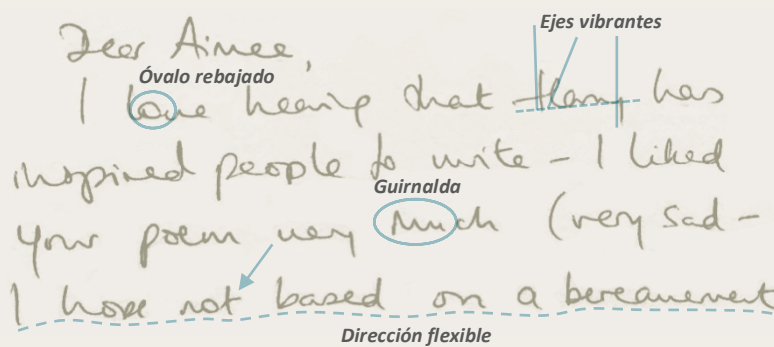 Ejes vibrantes
Dear Aimee,
Óvalo rebajado
I love hearing that Harry has
inspired people to write - I liked
Guirnalda
your poem very much (very sad -
I hope not based on a bereavement
Dirección flexible